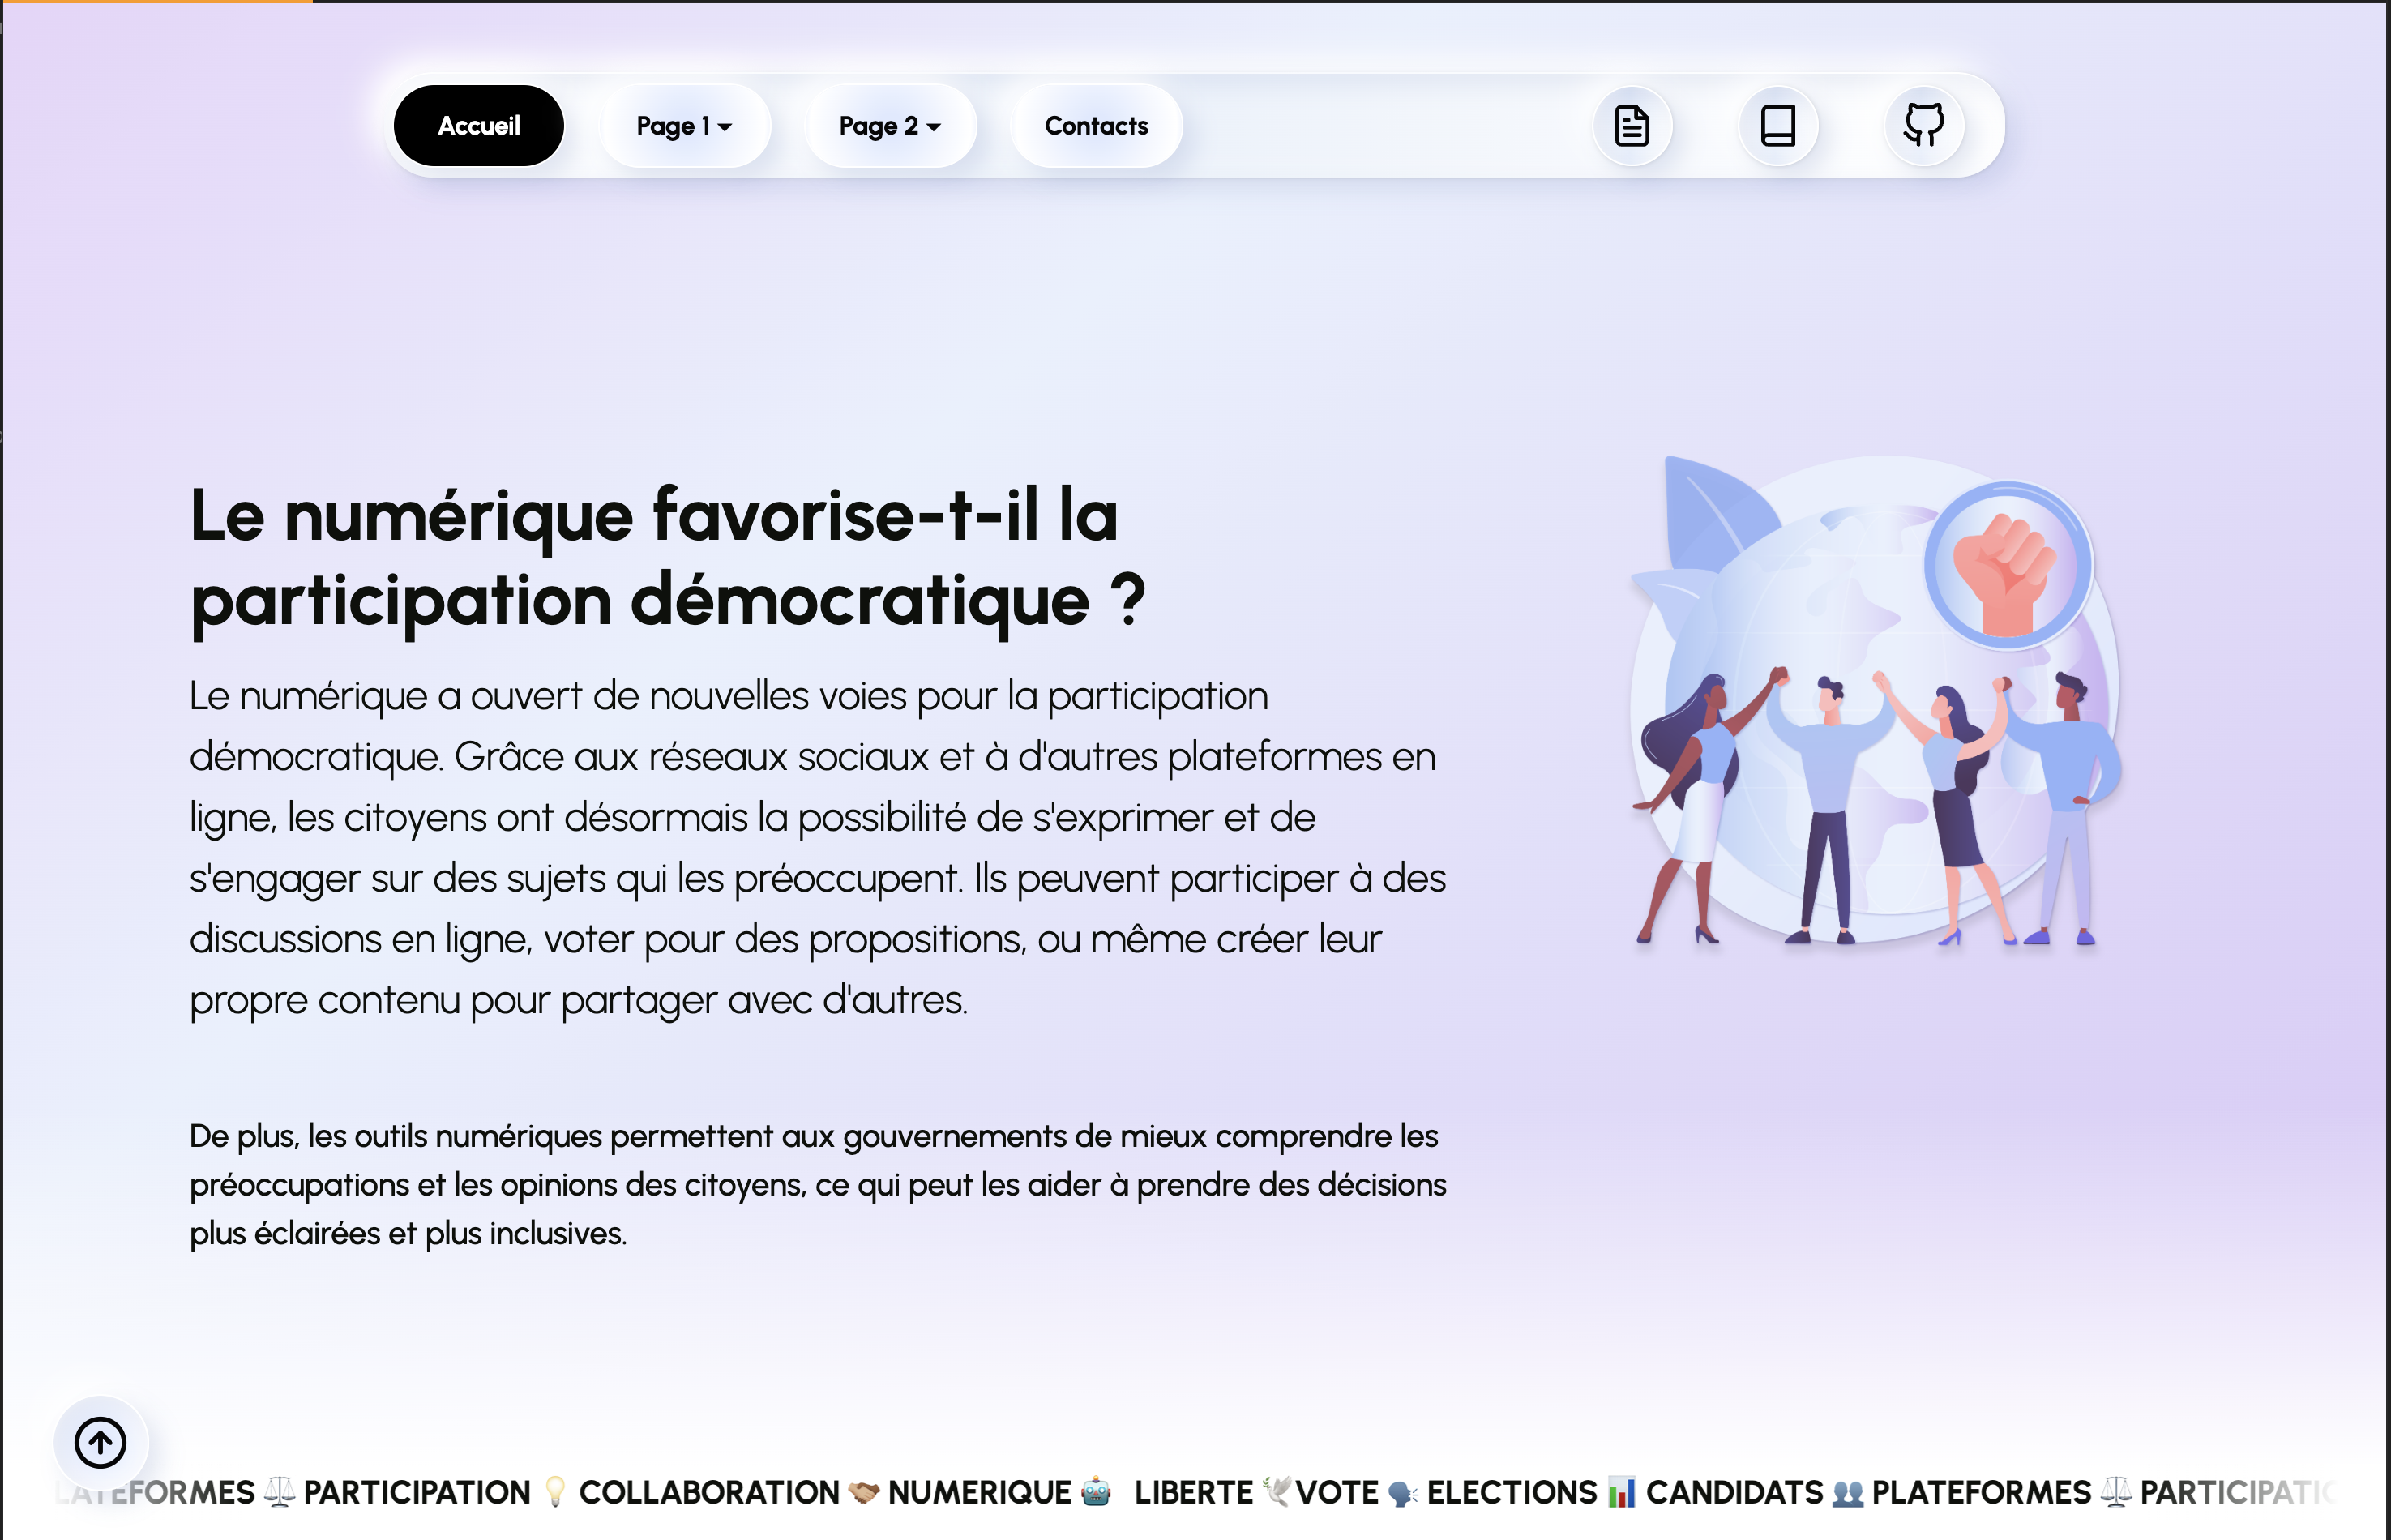 Accueil Page 1 Page 2 Contacts
Le numérique favorise-t-il la
participation démocratique ?
Le numérique a ouvert de nouvelles voies pour la participation
démocratique. Grâce aux réseaux sociaux et à d'autres plateformes en
ligne, les citoyens ont désormais la possibilité de s'exprimer et de
s'engager sur des sujets qui les préoccupent. Ils peuvent participer à des
discussions en ligne, voter pour des propositions, ou même créer leur
propre contenu pour partager avec d'autres.
De plus, les outils numériques permettent aux gouvernements de mieux comprendre les
préoccupations et les opinions des citoyens, ce qui peut les aider à prendre des décisions
plus éclairées et plus inclusives.
LATEFORMES ⚖️ PARTICIPATION 💡 COLLABORATION 🤝 NUMERIQUE 🤖 LIBERTE 🕊️VOTE 🗣️ ELECTIONS 📊 CANDIDATS 👥 PLATEFORMES ⚖️ PARTICIPATIO